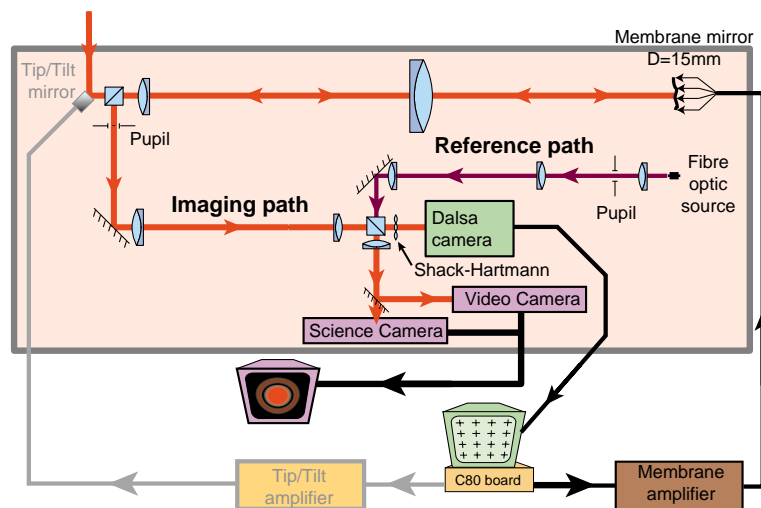 Membrane mirror
D=15mm
Tip/Tilt
mirror
Pupil
Reference path
Fibre
optic
source
Pupil
Imaging path
Dalsa
camera
Shack-Hartmann
Video Camera
Science Camera
C80 board
Tip/Tilt
amplifier
Membrane
amplifier